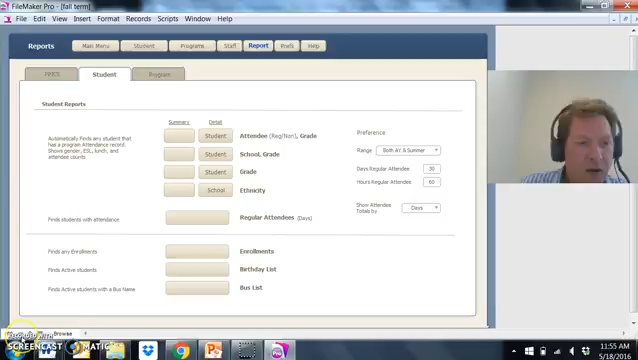 FileMaker Pro - [fall term]
File Edit View Insert Format Records Scripts Window Help
Reports Main Menu Student Programs Staff Report Prefs Help
Student Program
Student Reports
Summary Detail
Automatically Finds any student that
has a program Attendance record.
Shows gender, ESL, lunch, and
attendee counts
Student Attendee (Reg/Non), Grade
Student School, Grade
Student Grade
School Ethnicity
Preference
Range Both AY & Summer
Days Regular Attendee 30
Hours Regular Attendee 60
Show Attendee
Totals by Days
Finds students with attendance Regular Attendees (Days)
Finds any Enrollments Enrollments
Finds Active students Birthday List
Finds Active students with a Bus Name Bus List
Browse
SCREENCAST MATIC
11:55 AM
5/18/2016